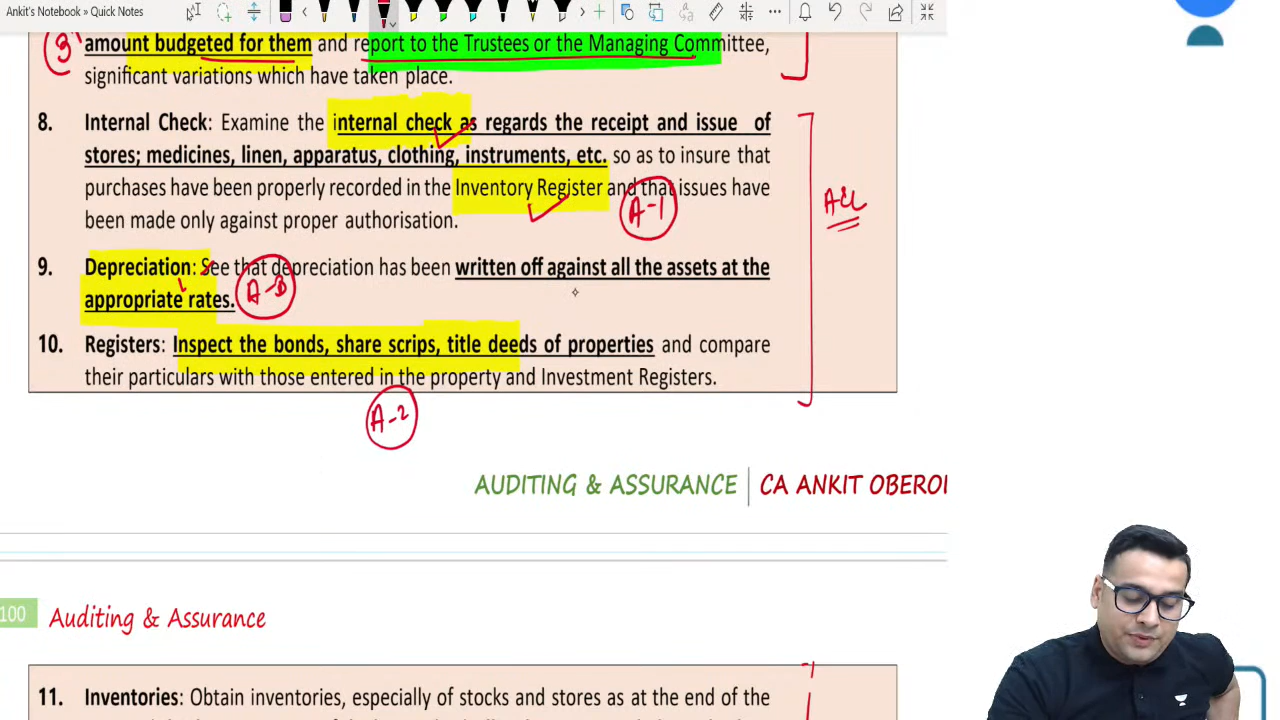 Ankit's Notebook » Quick Notes
3
amount budgeted for them and report to the Trustees or the Managing Committee,
significant variations which have taken place.
8. Internal Check: Examine the internal check as regards the receipt and issue of
stores; medicines, linen, apparatus, clothing, instruments, etc. so as to insure that
purchases have been properly recorded in the Inventory Register and that issues have
been made only against proper authorisation.
A-1
9. Depreciation: See that depreciation has been written off against all the assets at the
appropriate rates.
10. Registers: Inspect the bonds, share scrips, title deeds of properties and compare
their particulars with those entered in the property and Investment Registers.
A-2
AUDITING & ASSURANCE CA ANKIT OBEROI
100 Auditing & Assurance
11. Inventories: Obtain inventories, especially of stocks and stores as at the end of the